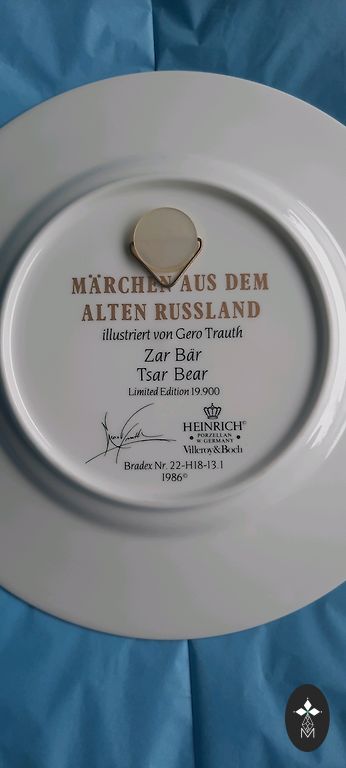 MÄRCHEN AUS DEM
ALTEN RUSSLAND
illustriert von Gero Trauth
Zar Bär
Tsar Bear
Limited Edition 19.900
HEINRICH©
PORZELLAN
• W. GERMANY •
Villeroy & Boch
Bradex Nr. 22-H18-13.1
1986©
M